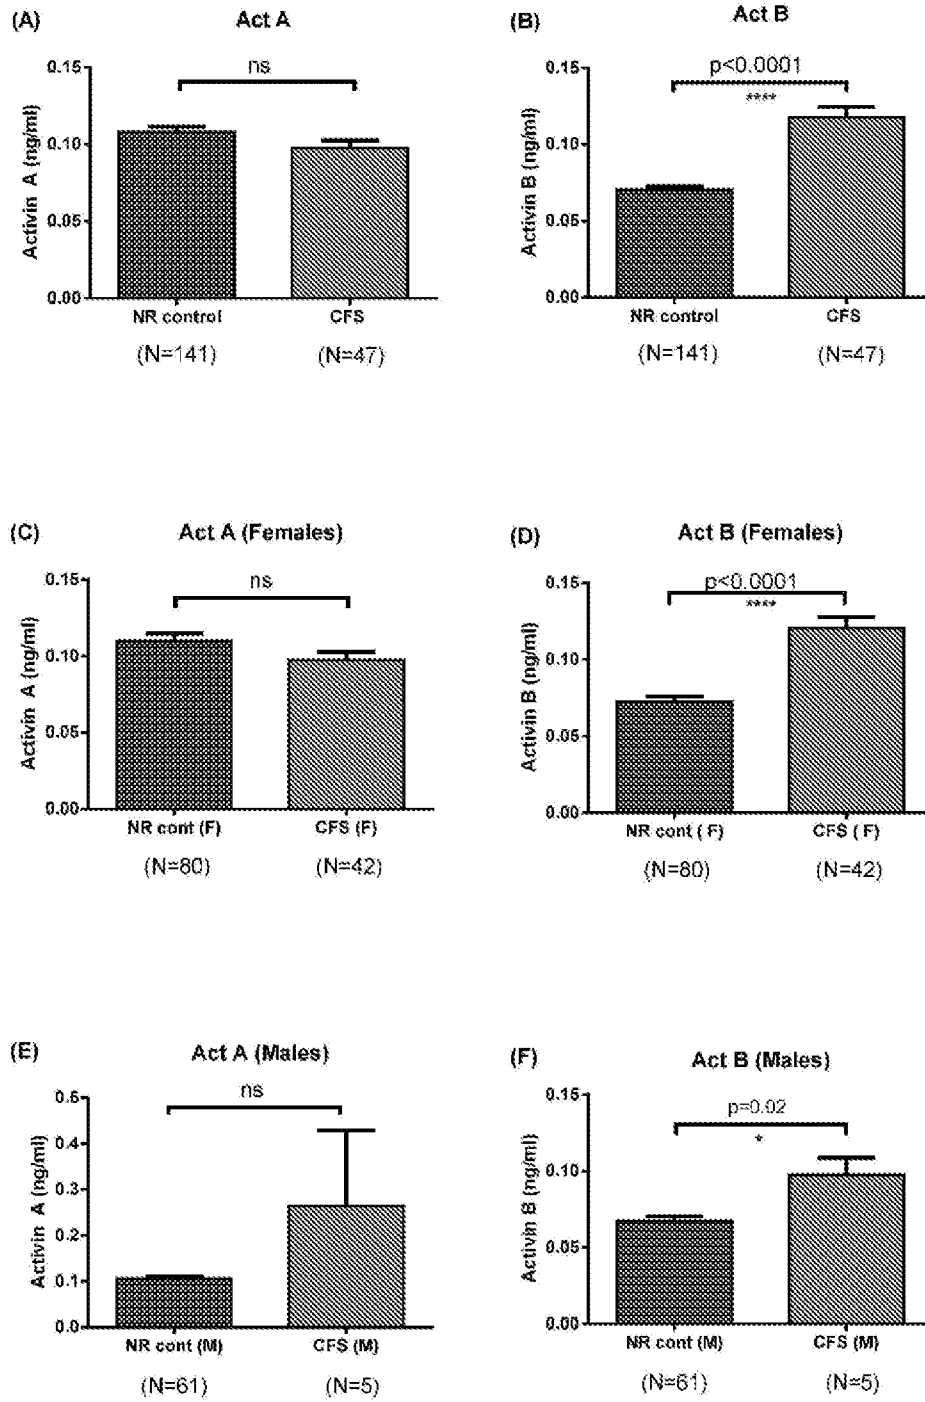 (A)
Act A
ns
Activin A (ng/ml)
0.15
0.10
0.05
0.00
NR control
CFS
(N=141)
(N=47)
(B)
Act B
p<0.0001
****
Activin B (ng/ml)
0.15
0.10
0.05
0.00
NR control
CFS
(N=141)
(N=47)
(C)
Act A (Females)
ns
Activin A (ng/ml)
0.15
0.10
0.05
0.00
NR cont (F)
CFS (F)
(N=80)
(N=42)
(D)
Act B (Females)
p<0.0001
****
Activin B (ng/ml)
0.15
0.10
0.05
0.00
NR cont ( F)
CFS ( F)
(N=80)
(N=42)
(E)
Act A (Males)
ns
Activin A (ng/ml)
0.5
0.4
0.3
0.2
0.1
0.0
NR cont (M)
CFS (M)
(N=61)
(N=5)
(F)
Act B (Males)
p=0.02
*
Activin B (ng/ml)
0.15
0.10
0.05
0.00
NR cont (M)
CFS (M)
(N=61)
(N=5)